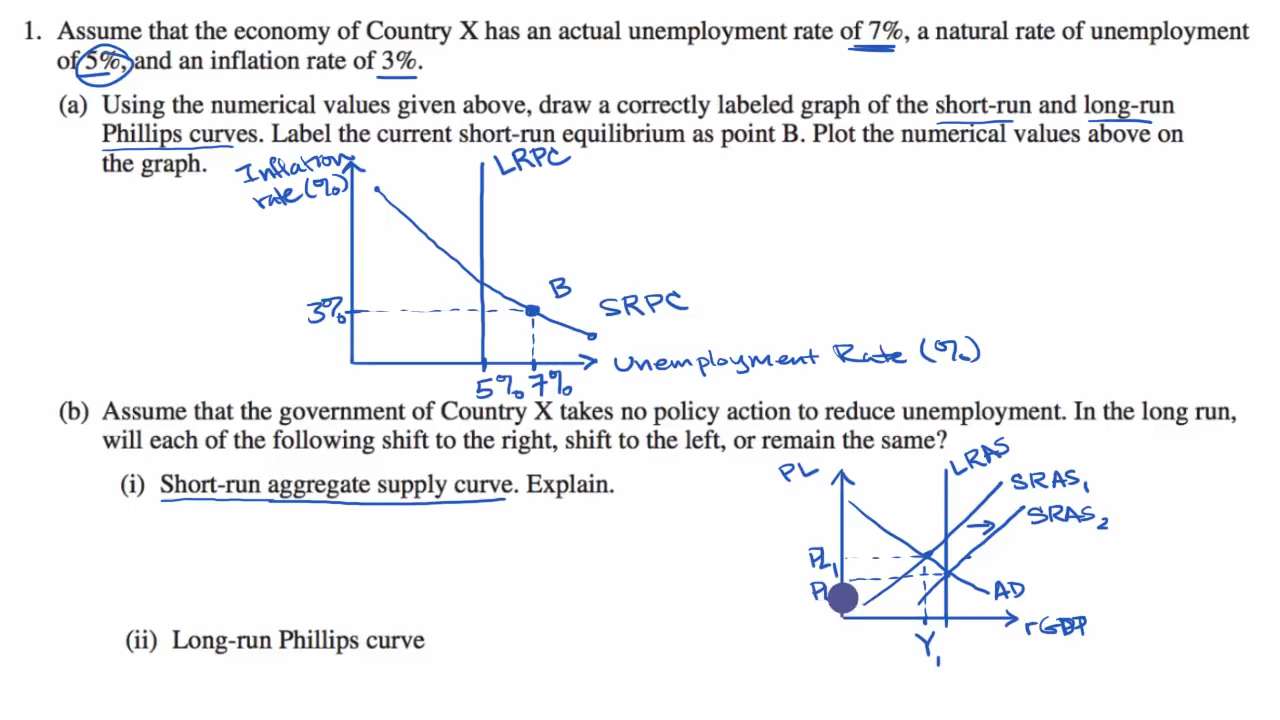 1. Assume that the economy of Country X has an actual unemployment rate of 7%, a natural rate of unemployment
of 5%, and an inflation rate of 3%.
(a) Using the numerical values given above, draw a correctly labeled graph of the short-run and long-run
Phillips curves. Label the current short-run equilibrium as point B. Plot the numerical values above on
the graph.
Inflation
rate (%)
LRPC
B
3%
SRPC
Unemployment Rate (%)
5% 7%
(b) Assume that the government of Country X takes no policy action to reduce unemployment. In the long run,
will each of the following shift to the right, shift to the left, or remain the same?
(i) Short-run aggregate supply curve. Explain.
PL
LRAS
SRAS1
SRAS2
PL1
AD
rGDP
Y1
(ii) Long-run Phillips curve